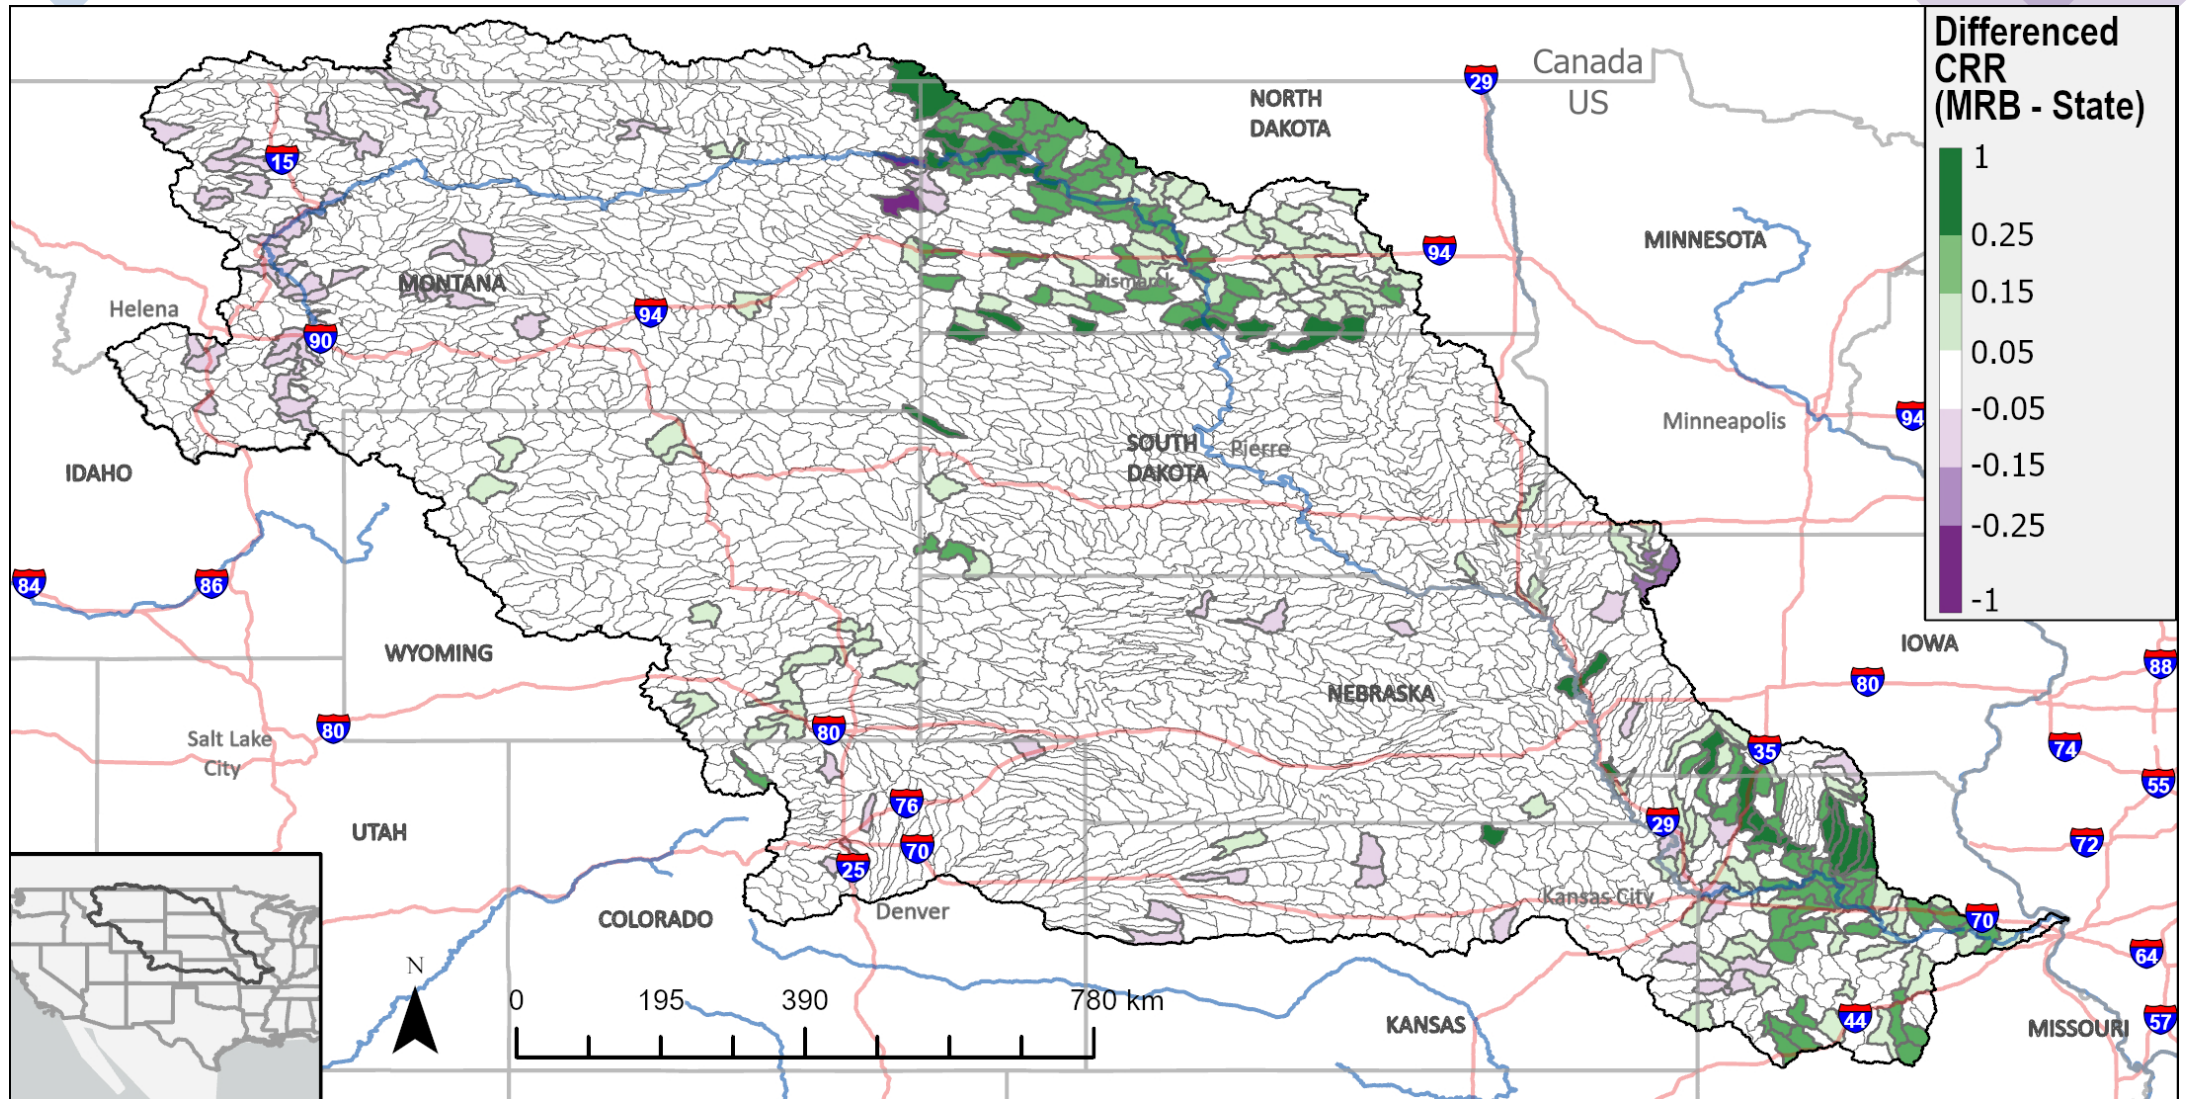 Differenced
CRR
(MRB - State)
1
0.25
0.15
0.05
-0.05
-0.15
-0.25
-1
Canada
US
29
NORTH
DAKOTA
15
MINNESOTA
94
MONTANA
Bismarck
Helena
94
90
94
Minneapolis
SOUTH
DAKOTA
Pierre
IDAHO
84
86
WYOMING
IOWA
88
80
NEBRASKA
80
80
Salt Lake
City
35
74
55
76
UTAH
29
72
70
25
Kansas City
COLORADO
Denver
70
64
N
0
195
390
780 km
KANSAS
44
MISSOURI
57